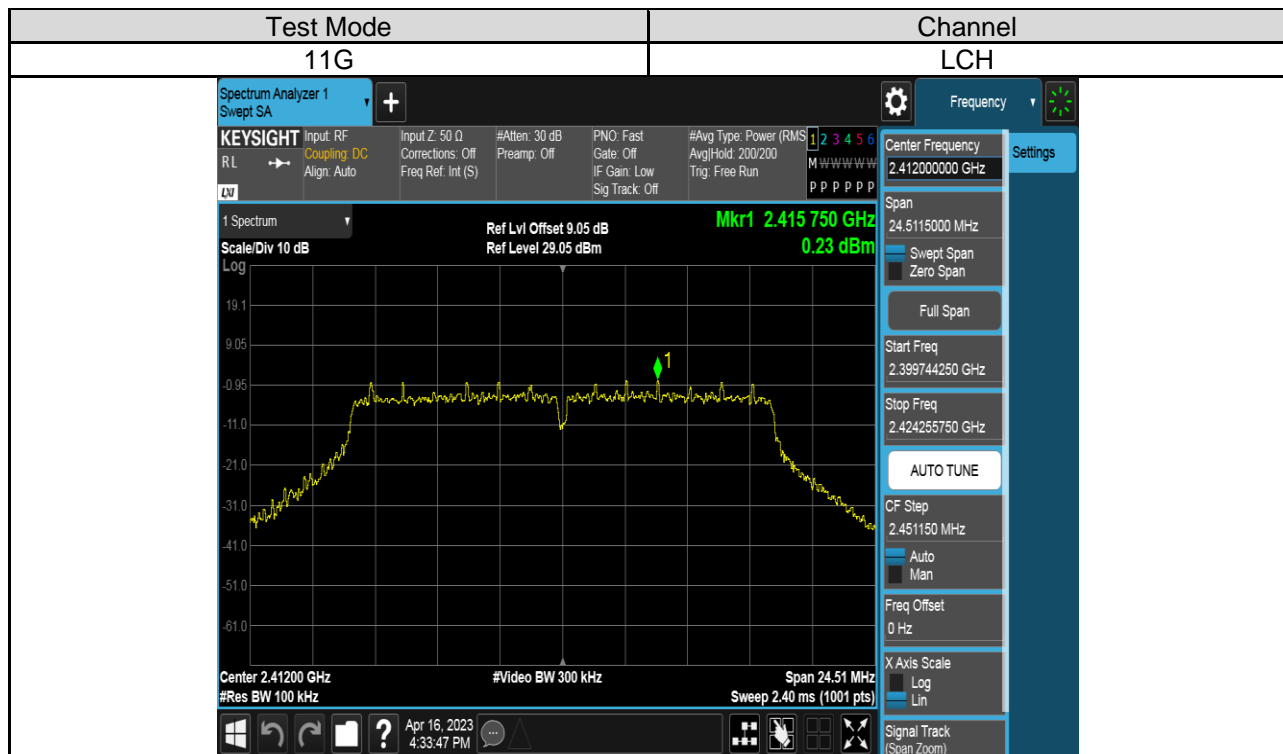 Test Mode Channel
11G LCH
Spectrum Analyzer 1
Swept SA
+
Frequency
KEYSIGHT
RL
LXI
Input: RF
Coupling: DC
Align: Auto
Input Z: 50 Ω
Corrections: Off
Freq Ref: Int (S)
#Atten: 30 dB
Preamp: Off
PNO: Fast
Gate: Off
IF Gain: Low
Sig Track: Off
#Avg Type: Power (RMS
Avg|Hold: 200/200
Trig: Free Run
1 2 3 4 5 6
M W W W W W
P P P P P P
1 Spectrum
Scale/Div 10 dB
Ref Lvl Offset 9.05 dB
Ref Level 29.05 dBm
Mkr1 2.415 750 GHz
0.23 dBm
Log
19.1
9.05
-0.95
-11.0
-21.0
-31.0
-41.0
-51.0
-61.0
1
Center 2.41200 GHz
#Res BW 100 kHz
#Video BW 300 kHz
Span 24.51 MHz
Sweep 2.40 ms (1001 pts)
Center Frequency
2.412000000 GHz
Settings
Span
24.5115000 MHz
Swept Span
Zero Span
Full Span
Start Freq
2.399744250 GHz
Stop Freq
2.424255750 GHz
AUTO TUNE
CF Step
2.451150 MHz
Auto
Man
Freq Offset
0 Hz
X Axis Scale
Log
Lin
Signal Track
(Span Zoom)
?
Apr 16, 2023
4:33:47 PM